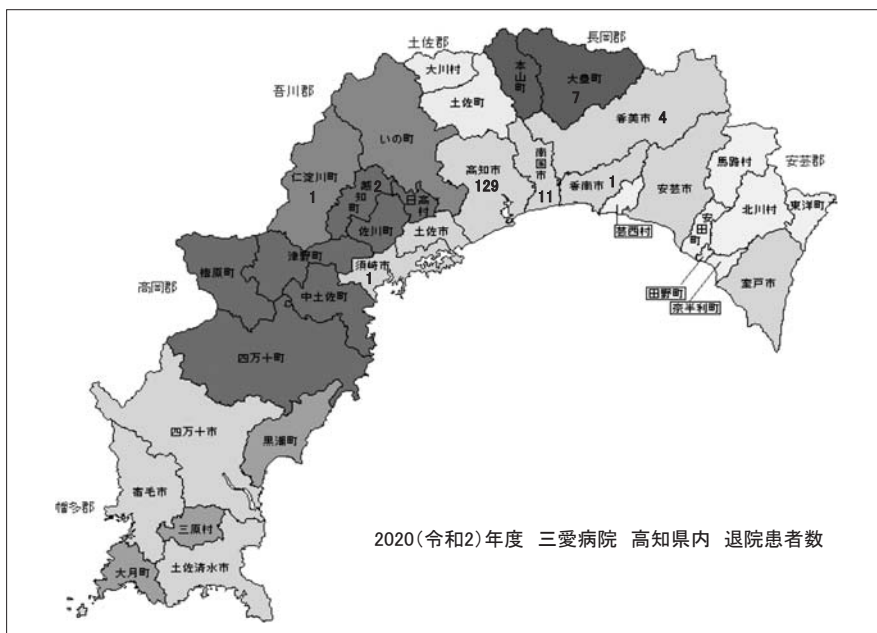 土佐郡
長岡郡
大川村
本山町
大豊町
7
吾川郡
土佐町
香美市 4
いの町
南国市
11
馬路村
安芸郡
仁淀川町
1
高知市
129
香南市 1
安芸市
越知町
2
日高村
北川村
東洋町
佐川町
土佐市
芸西村
安田町
津野町
須崎市
1
檮原町
中土佐町
田野町
室戸市
高岡郡
奈半利町
四万十町
四万十市
黒潮町
宿毛市
幡多郡
三原村
2020(令和2)年度 三愛病院 高知県内 退院患者数
大月町
土佐清水市